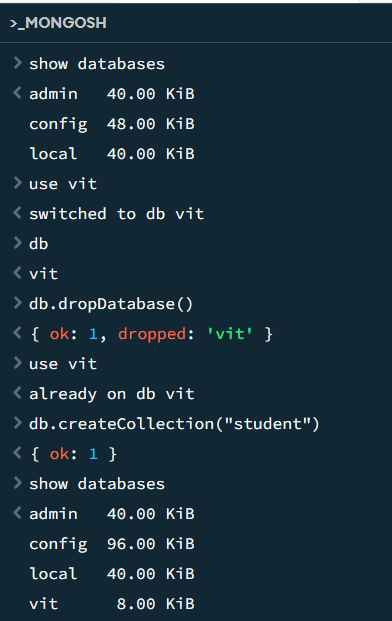 >_MONGOSH
> show databases
< admin   40.00 KiB
config  48.00 KiB
local   40.00 KiB
> use vit
< switched to db vit
> db
< vit
> db.dropDatabase()
< { ok: 1, dropped: 'vit' }
> use vit
< already on db vit
> db.createCollection("student")
< { ok: 1 }
> show databases
< admin   40.00 KiB
config  96.00 KiB
local   40.00 KiB
vit      8.00 KiB